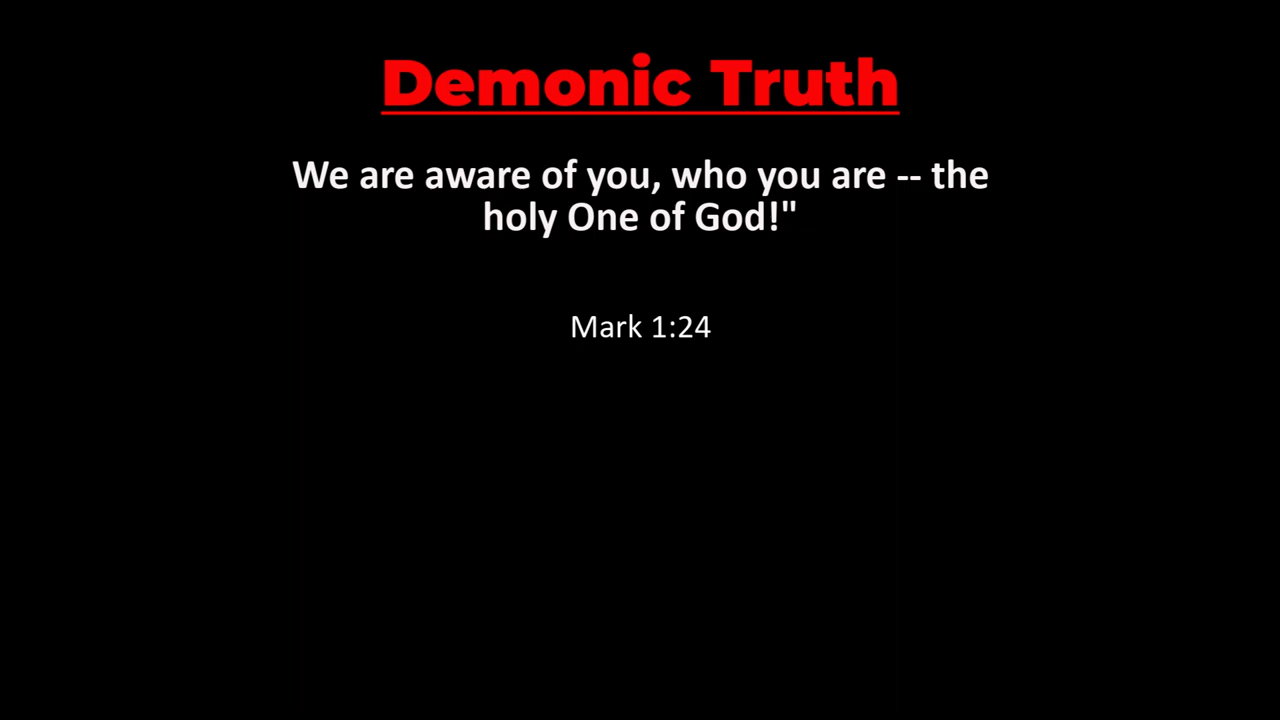 Demonic Truth
We are aware of you, who you are -- the
holy One of God!"
Mark 1:24